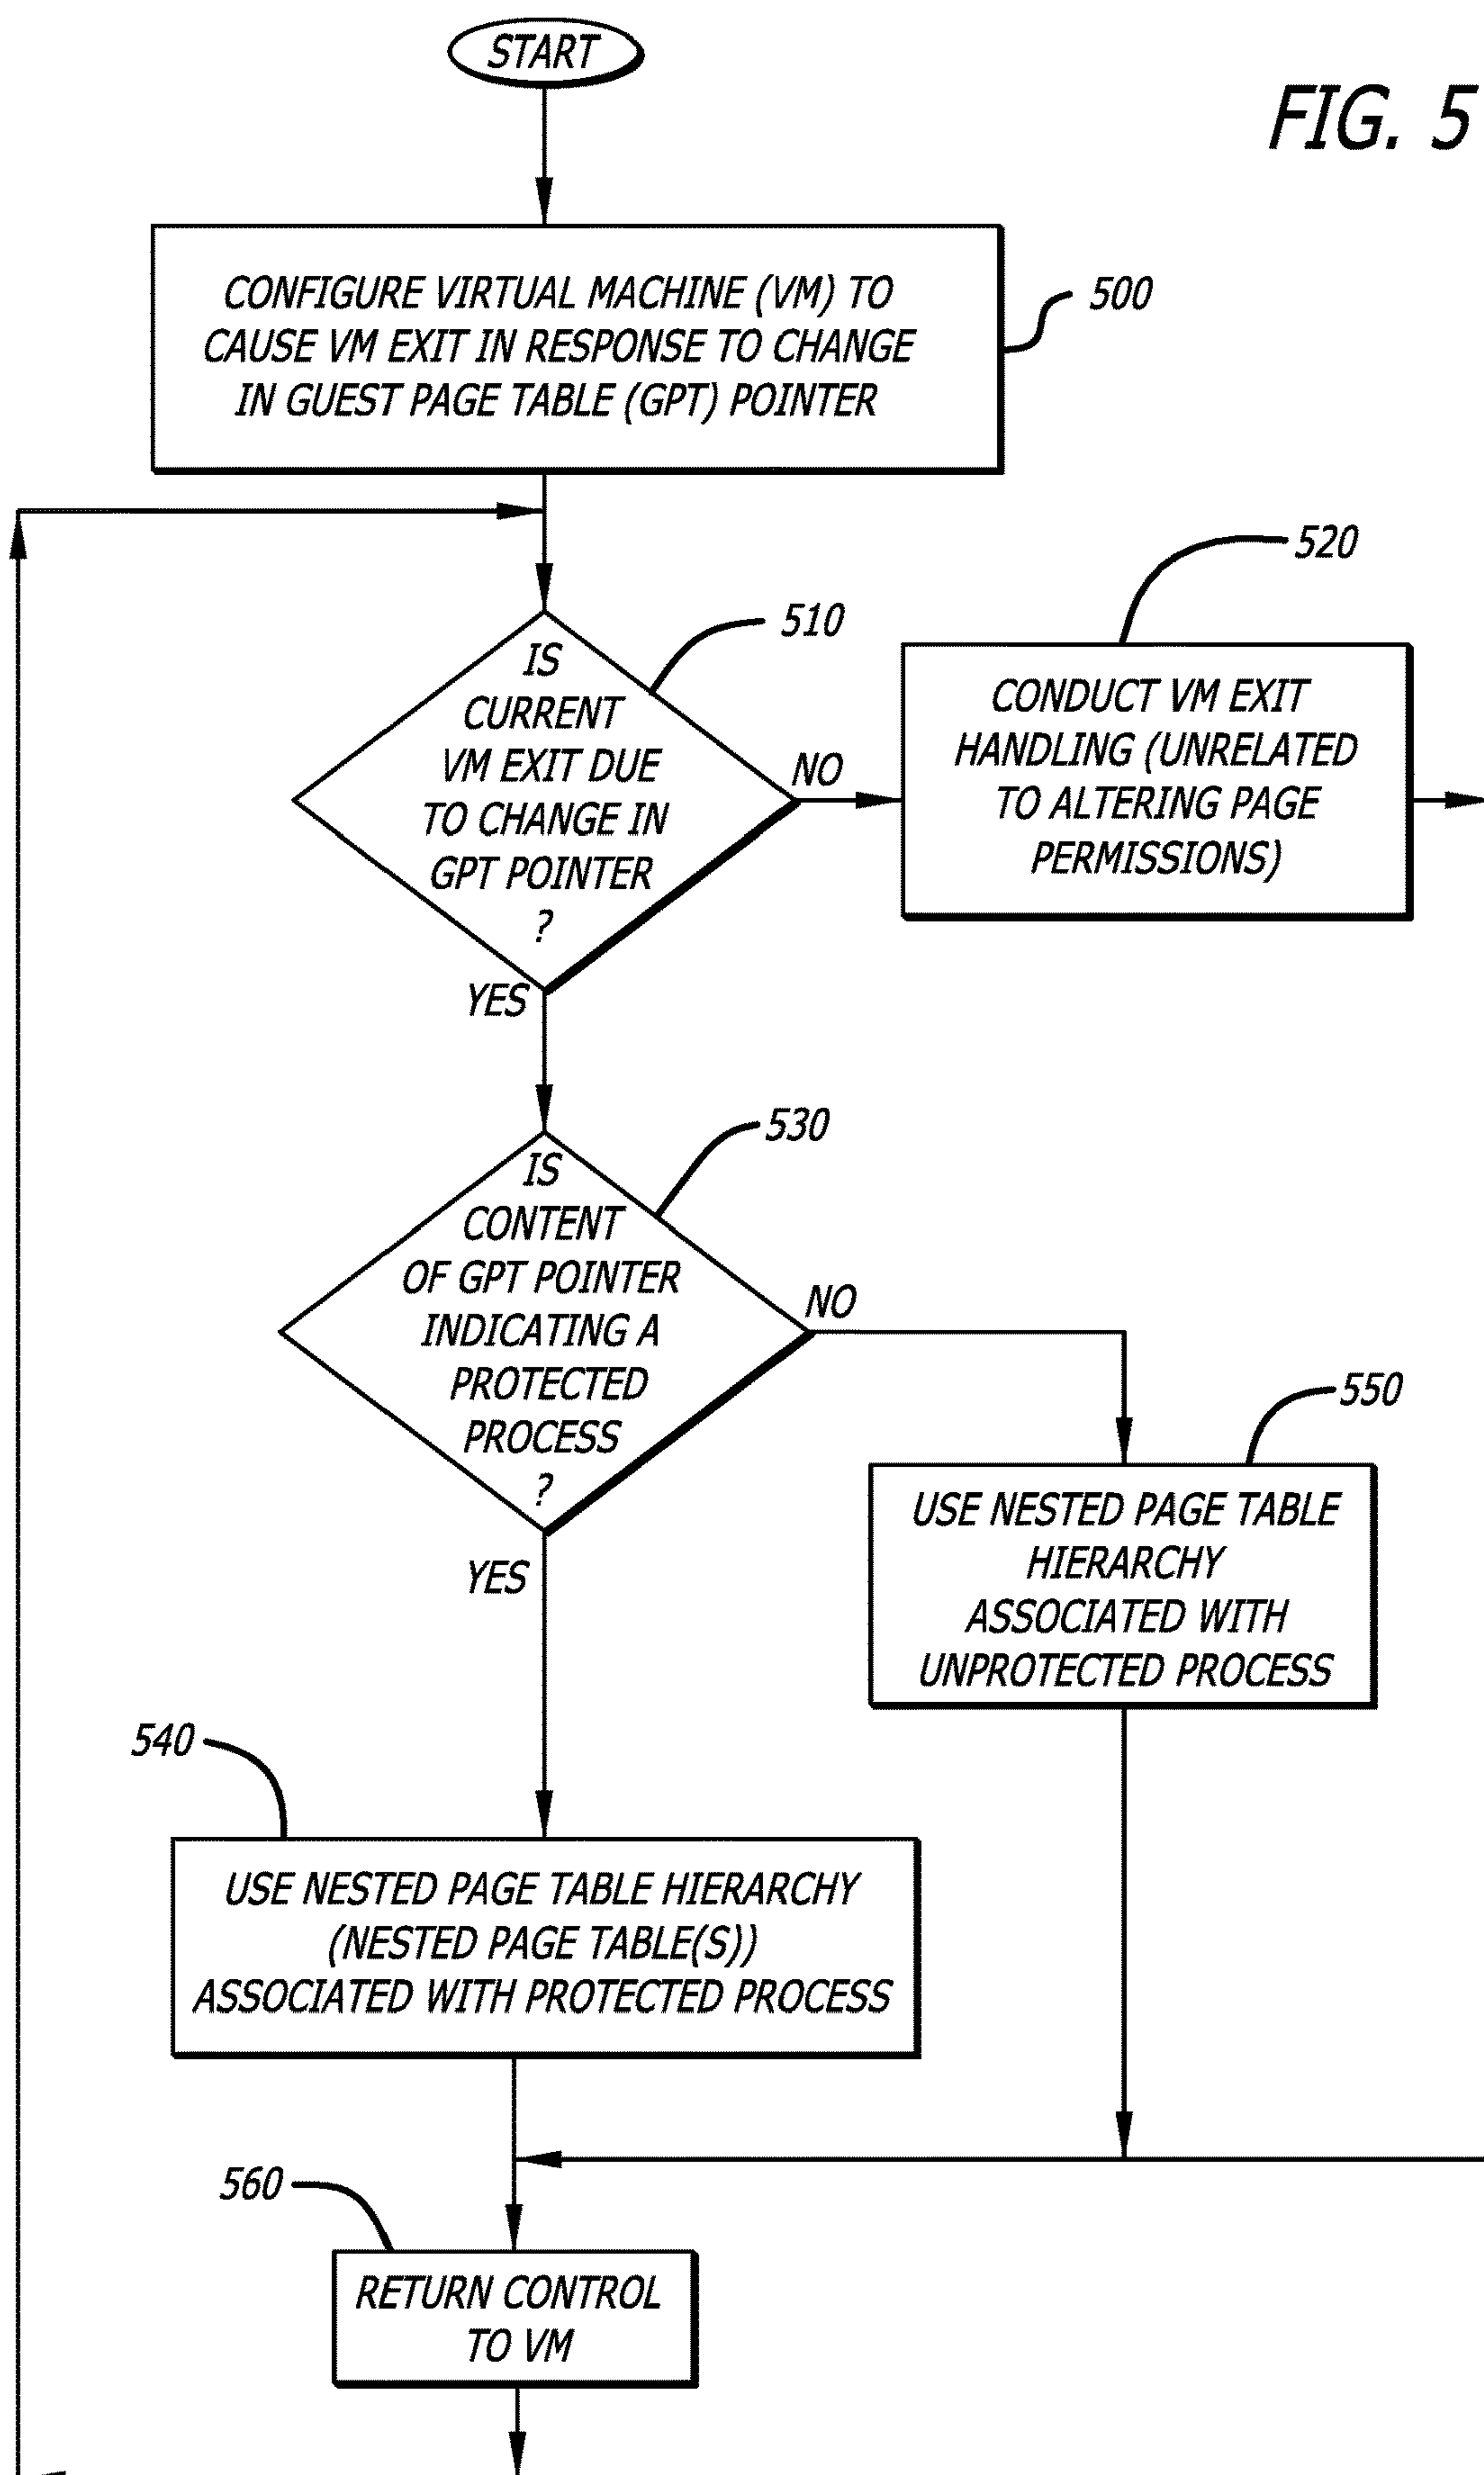 START
FIG. 5
CONFIGURE VIRTUAL MACHINE (VM) TO
CAUSE VM EXIT IN RESPONSE TO CHANGE
IN GUEST PAGE TABLE (GPT) POINTER
500
510
520
IS
CURRENT
VM EXIT DUE
TO CHANGE IN
GPT POINTER
?
NO
CONDUCT VM EXIT
HANDLING (UNRELATED
TO ALTERING PAGE
PERMISSIONS)
YES
530
IS
CONTENT
OF GPT POINTER
INDICATING A
PROTECTED
PROCESS
?
NO
550
USE NESTED PAGE TABLE
HIERARCHY
ASSOCIATED WITH
UNPROTECTED PROCESS
YES
540
USE NESTED PAGE TABLE HIERARCHY
(NESTED PAGE TABLE(S))
ASSOCIATED WITH PROTECTED PROCESS
560
RETURN CONTROL
TO VM